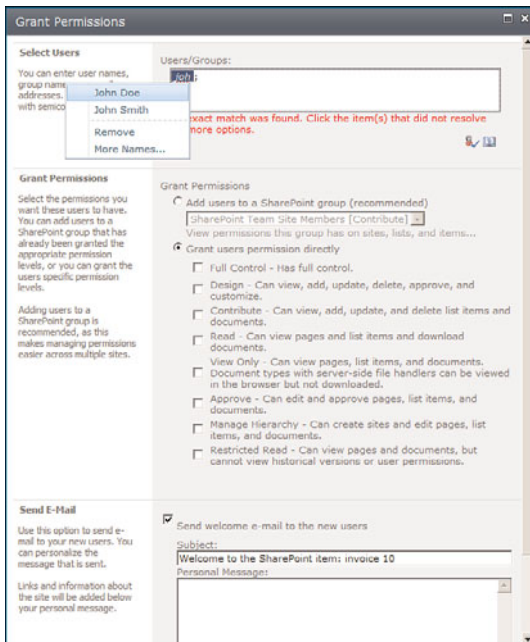 Grant Permissions
Select Users
You can enter user names,
group name
addresses.
with semico
Users/Groups:
joh;
John Doe
John Smith
Remove
More Names...
exact match was found. Click the item(s) that did not resolve
more options.
Grant Permissions
Select the permissions you
want these users to have.
You can add users to a
SharePoint group that has
already been granted the
appropriate permission
levels, or you can grant the
users specific permission
levels.
Adding users to a
SharePoint group is
recommended, as this
makes managing permissions
easier across multiple sites.
Grant Permissions
Add users to a SharePoint group (recommended)
SharePoint Team Site Members [Contribute]
View permissions this group has on sites, lists, and items...
Grant users permission directly
Full Control - Has full control.
Design - Can view, add, update, delete, approve, and
customize.
Contribute - Can view, add, update, and delete list items and
documents.
Read - Can view pages and list items and download
documents.
View Only - Can view pages, list items, and documents.
Document types with server-side file handlers can be viewed
in the browser but not downloaded.
Approve - Can edit and approve pages, list items, and
documents.
Manage Hierarchy - Can create sites and edit pages, list
items, and documents.
Restricted Read - Can view pages and documents, but
cannot view historical versions or user permissions.
Send E-Mail
Use this option to send e-
mail to your new users. You
can personalize the
message that is sent.
Links and information about
the site will be added below
your personal message.
Send welcome e-mail to the new users
Subject:
Welcome to the SharePoint item: invoice 10
Personal Message: